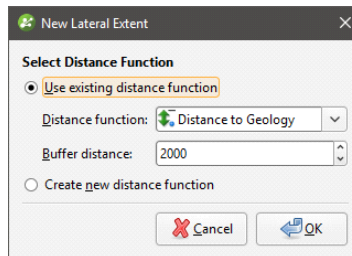 New Lateral Extent
Select Distance Function
Use existing distance function
Distance function: Distance to Geology
Buffer distance: 2000
Create new distance function
Cancel OK